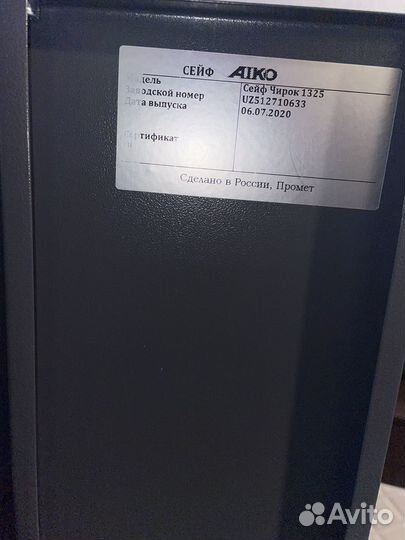 СЕЙФ AIKO
Модель Сейф Чирок 1325
Заводской номер UZ512710633
Дата выпуска 06.07.2020
Сертификат
Сделано в России, Промет
Avito